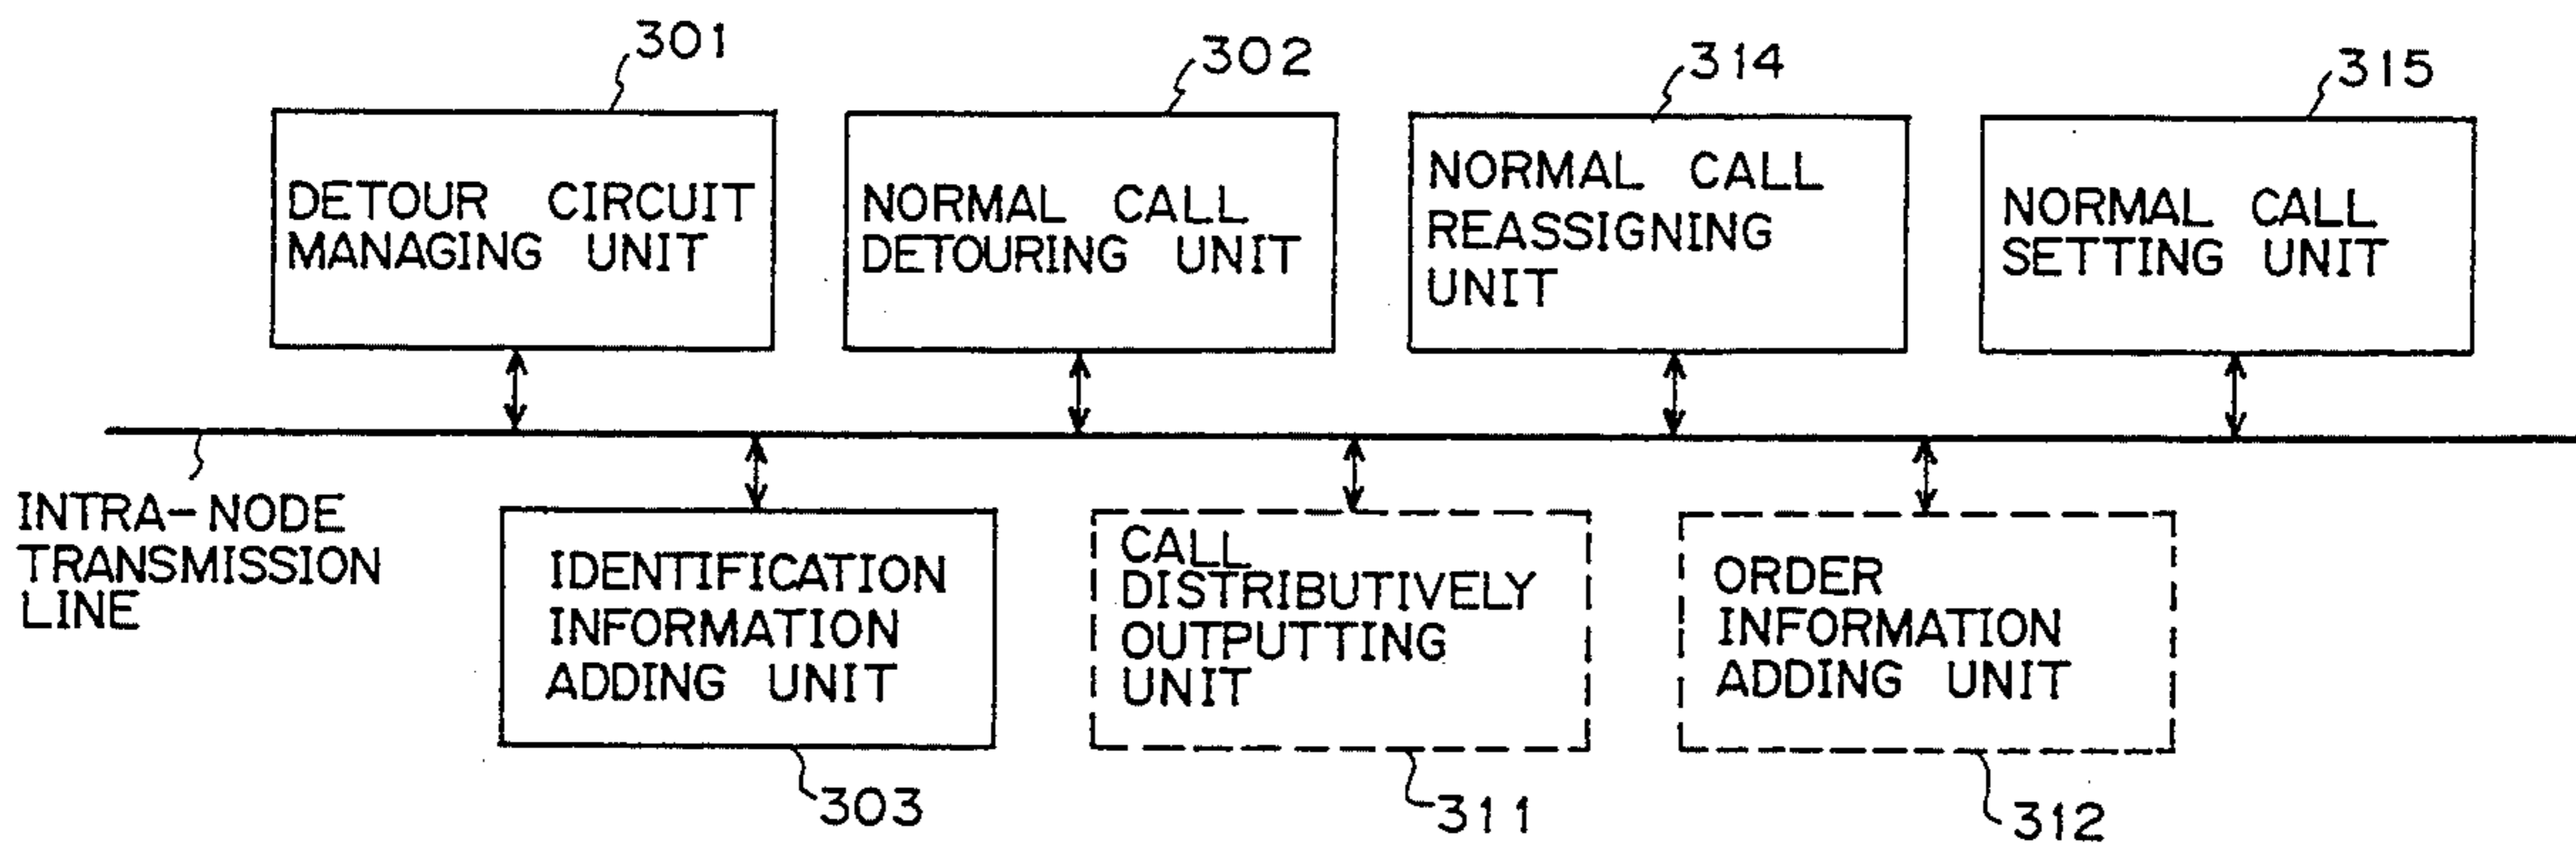 301
302
314
315
DETOUR CIRCUIT
MANAGING UNIT
NORMAL CALL
DETOURING UNIT
NORMAL CALL
REASSIGNING
UNIT
NORMAL CALL
SETTING UNIT
INTRA-NODE
TRANSMISSION
LINE
IDENTIFICATION
INFORMATION
ADDING UNIT
CALL
DISTRIBUTIVELY
OUTPUTTING
UNIT
ORDER
INFORMATION
ADDING UNIT
303
311
312